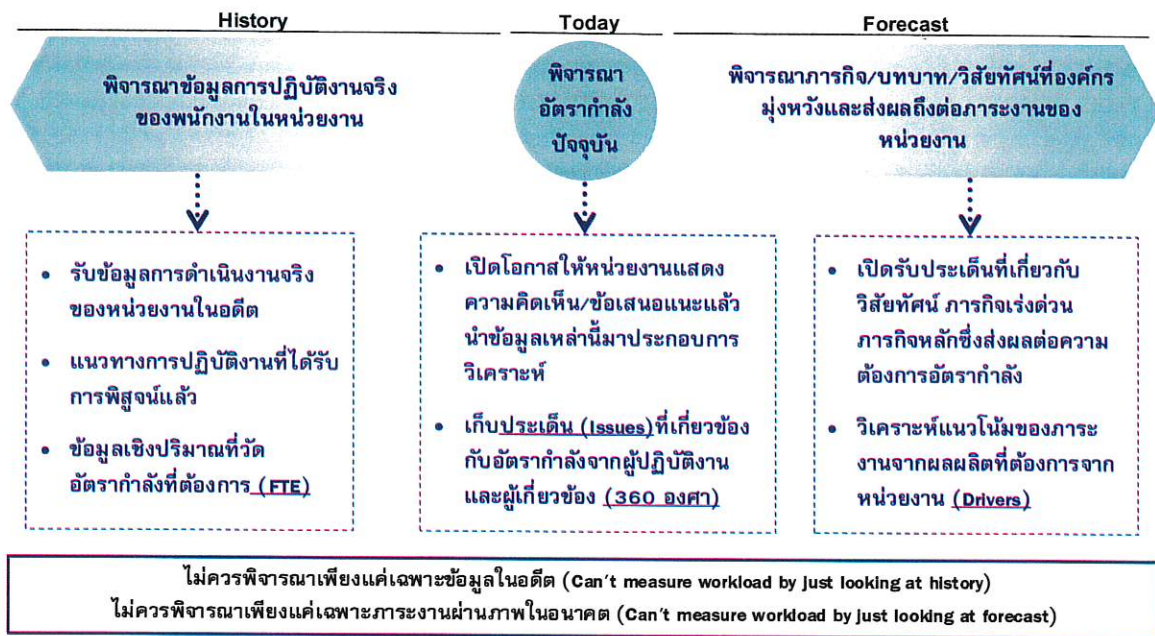 History
Today
Forecast
พิจารณาข้อมูลการปฏิบัติงานจริง
ของพนักงานในหน่วยงาน
พิจารณา
อัตรากำลัง
ปัจจุบัน
พิจารณาภารกิจ/บทบาท/วิสัยทัศน์ที่องค์กร
มุ่งหวังและส่งผลถึงต่อภาระงานของ
หน่วยงาน
• รับข้อมูลการดำเนินงานจริง
ของหน่วยงานในอดีต
• แนวทางการปฏิบัติงานที่ได้รับ
การพิสูจน์แล้ว
• ข้อมูลเชิงปริมาณที่วัด
อัตรากำลังที่ต้องการ (FTE)
• เปิดโอกาสให้หน่วยงานแสดง
ความคิดเห็น/ข้อเสนอแนะแล้ว
นำข้อมูลเหล่านี้มาประกอบการ
วิเคราะห์
• เก็บประเด็น (Issues)ที่เกี่ยวข้อง
กับอัตรากำลังจากผู้ปฏิบัติงาน
และผู้เกี่ยวข้อง (360 องศา)
• เปิดรับประเด็นที่เกี่ยวกับ
วิสัยทัศน์ ภารกิจเร่งด่วน
ภารกิจหลักซึ่งส่งผลต่อความ
ต้องการอัตรากำลัง
• วิเคราะห์แนวโน้มของภาระ
งานจากผลผลิตที่ต้องการจาก
หน่วยงาน (Drivers)
ไม่ควรพิจารณาเพียงแค่เฉพาะข้อมูลในอดีต (Can't measure workload by just looking at history)
ไม่ควรพิจารณาเพียงแค่เฉพาะภาระงานผ่านภาพในอนาคต (Can't measure workload by just looking at forecast)